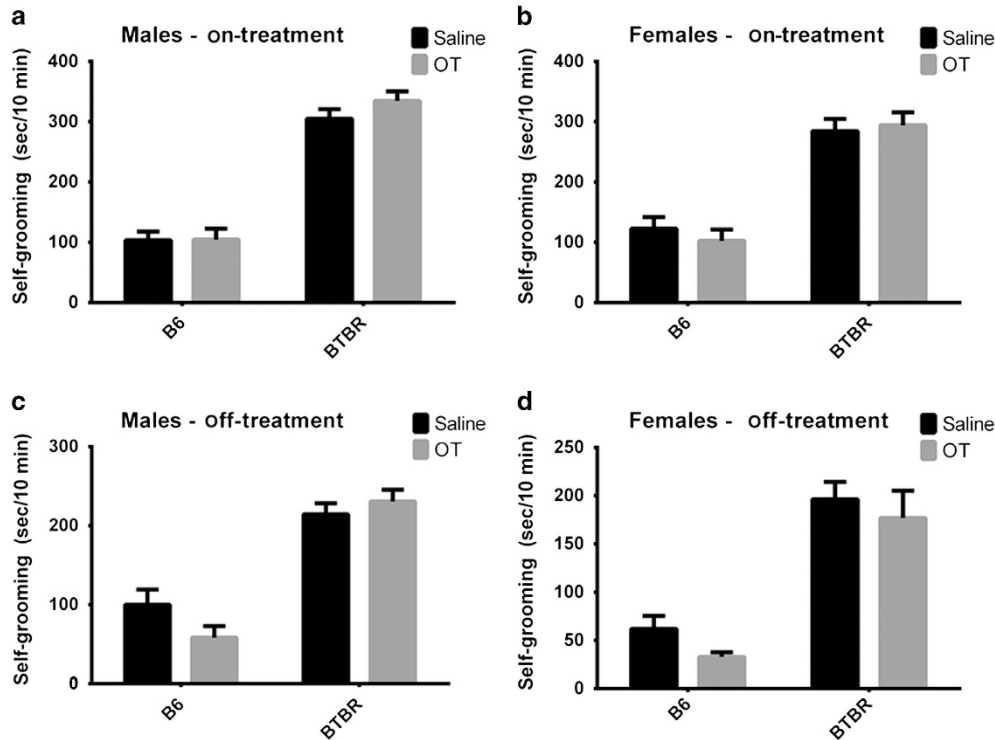 a
Males - on-treatment
Saline
OT
Self-grooming (sec/10 min)
400
300
200
100
0
B6
BTBR
b
Females - on-treatment
Saline
OT
Self-grooming (sec/10 min)
400
300
200
100
0
B6
BTBR
c
Males - off-treatment
Saline
OT
Self-grooming (sec/10 min)
300
200
100
0
B6
BTBR
d
Females - off-treatment
Saline
OT
Self-grooming (sec/10 min)
250
200
150
100
50
0
B6
BTBR